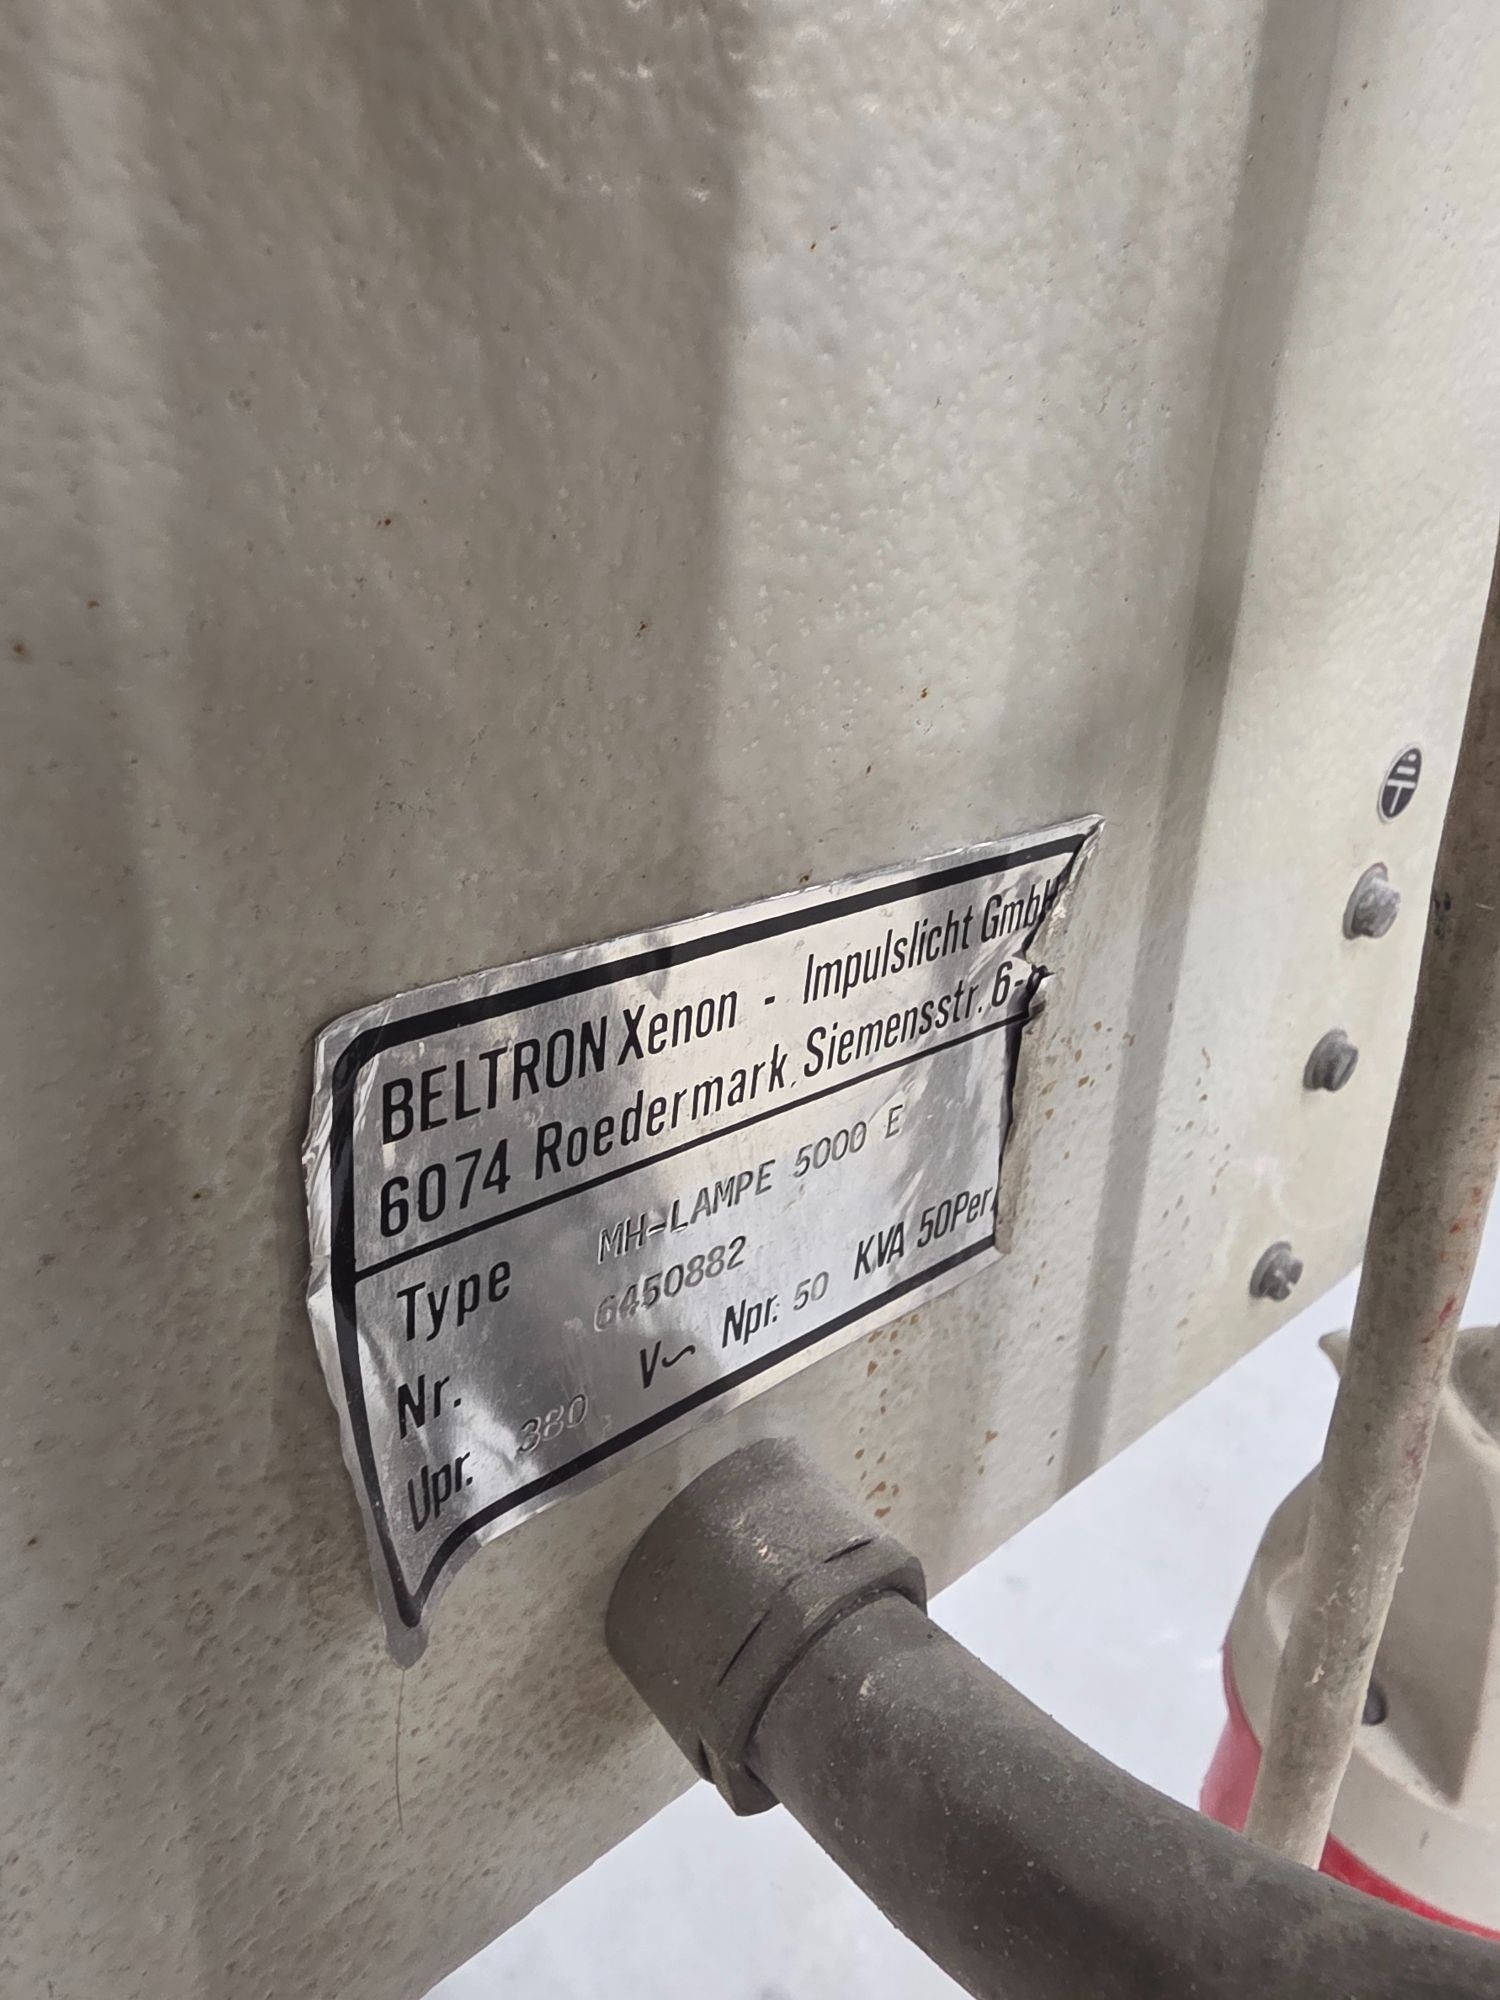 BELTRON Xenon - Impulslicht GmbH
6074 Roedermark, Siemensstr. 6-
Type MH-LAMPE 5000 E
Nr. 6450882
Upr. 380 V~ Npr. 50 KVA 50Per.